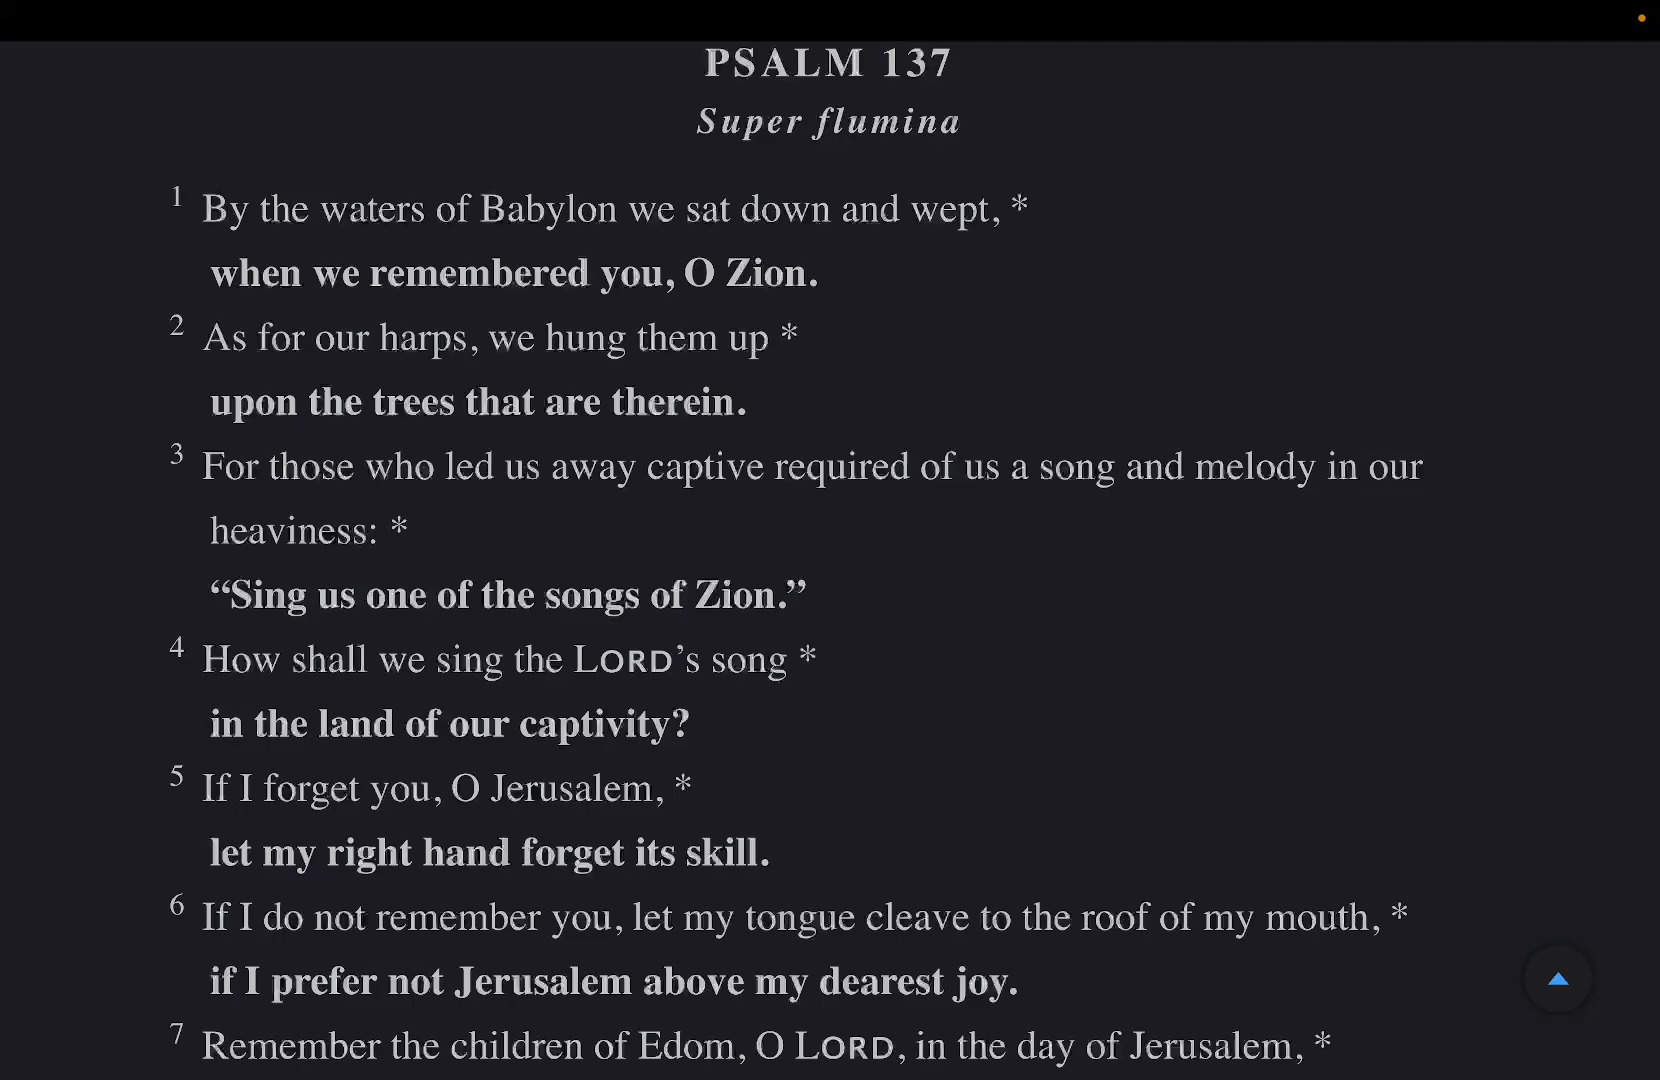 PSALM 137
Super flumina
1 By the waters of Babylon we sat down and wept, *
when we remembered you, O Zion.
2 As for our harps, we hung them up *
upon the trees that are therein.
3 For those who led us away captive required of us a song and melody in our
heaviness: *
“Sing us one of the songs of Zion.”
4 How shall we sing the LORD’s song *
in the land of our captivity?
5 If I forget you, O Jerusalem, *
let my right hand forget its skill.
6 If I do not remember you, let my tongue cleave to the roof of my mouth, *
if I prefer not Jerusalem above my dearest joy.
7 Remember the children of Edom, O LORD, in the day of Jerusalem, *